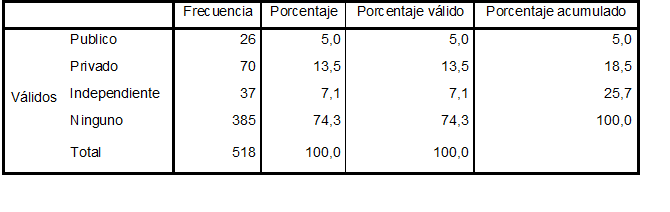 Frecuencia Porcentaje Porcentaje válido Porcentaje acumulado
Publico 26 5,0 5,0 5,0
Privado 70 13,5 13,5 18,5
Válidos Independiente 37 7,1 7,1 25,7
Ninguno 385 74,3 74,3 100,0
Total 518 100,0 100,0